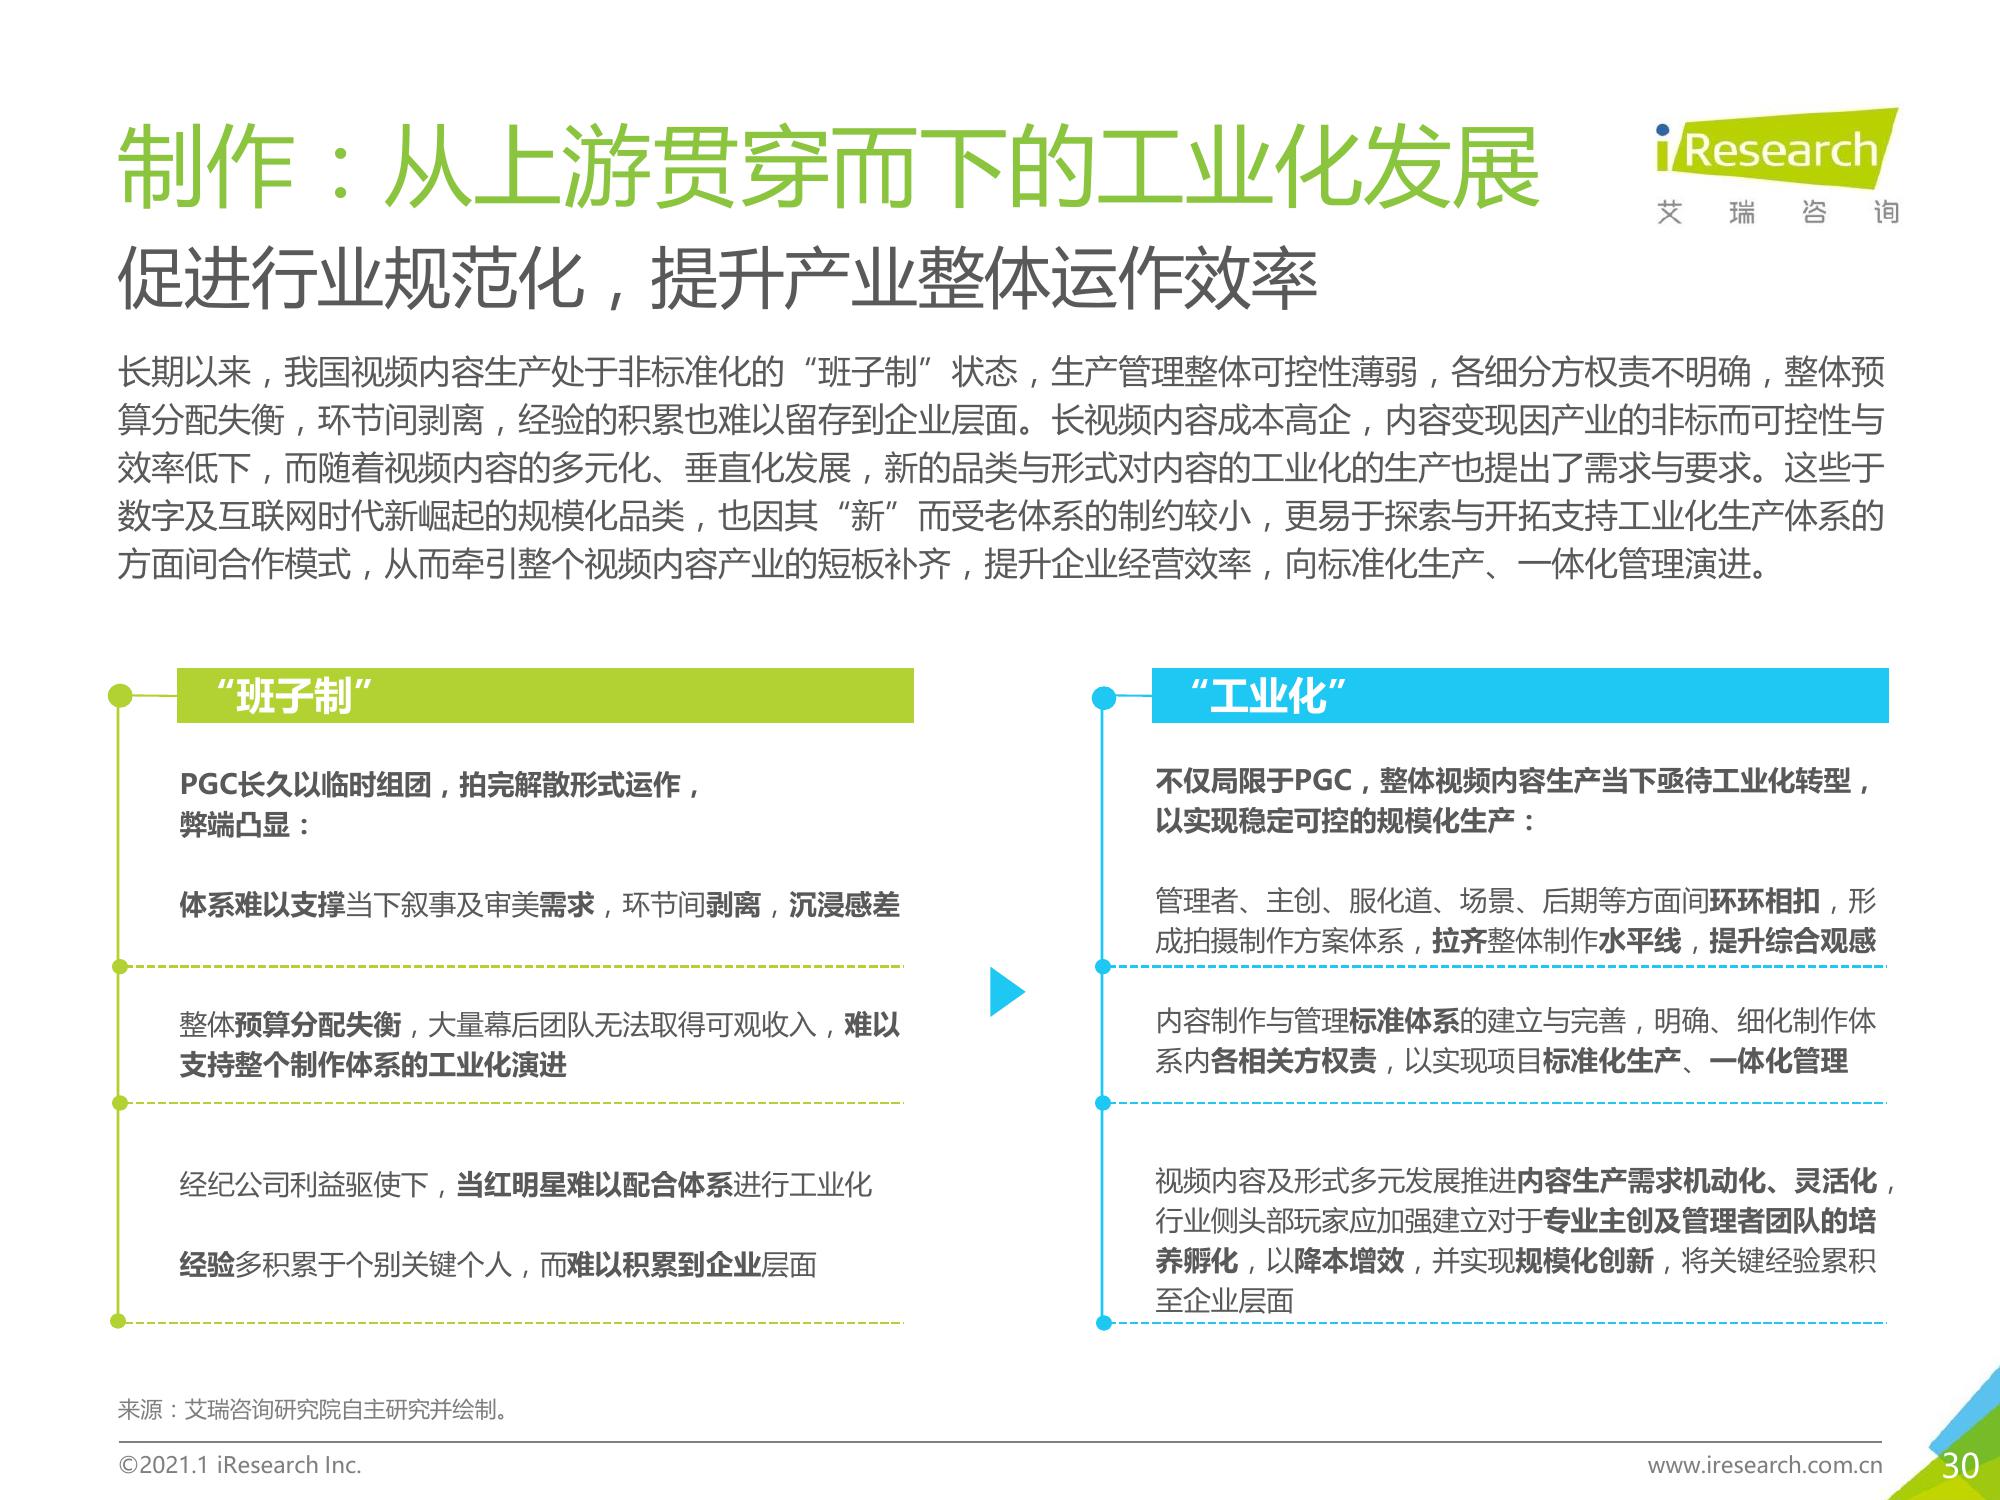 制作：从上游贯穿而下的工业化发展
iResearch
艾瑞咨询
促进行业规范化，提升产业整体运作效率
长期以来，我国视频内容生产处于非标准化的“班子制”状态，生产管理整体可控性薄弱，各细分方权责不明确，整体预
算分配失衡，环节间剥离，经验的积累也难以留存到企业层面。长视频内容成本高企，内容变现因产业的非标而可控性与
效率低下，而随着视频内容的多元化、垂直化发展，新的品类与形式对内容的工业化的生产也提出了需求与要求。这些于
数字及互联网时代新崛起的规模化品类，也因其“新”而受老体系的制约较小，更易于探索与开拓支持工业化生产体系的
方面间合作模式，从而牵引整个视频内容产业的短板补齐，提升企业经营效率，向标准化生产、一体化管理演进。
“班子制”
PGC长久以临时组团，拍完解散形式运作，
弊端凸显：
体系难以支撑当下叙事及审美需求，环节间剥离，沉浸感差
整体预算分配失衡，大量幕后团队无法取得可观收入，难以
支持整个制作体系的工业化演进
经纪公司利益驱使下，当红明星难以配合体系进行工业化
经验多积累于个别关键个人，而难以积累到企业层面
“工业化”
不仅局限于PGC，整体视频内容生产当下亟待工业化转型，
以实现稳定可控的规模化生产：
管理者、主创、服化道、场景、后期等方面间环环相扣，形
成拍摄制作方案体系，拉齐整体制作水平线，提升综合观感
内容制作与管理标准体系的建立与完善，明确、细化制作体
系内各相关方权责，以实现项目标准化生产、一体化管理
视频内容及形式多元发展推进内容生产需求机动化、灵活化，
行业侧头部玩家应加强建立对于专业主创及管理者团队的培
养孵化，以降本增效，并实现规模化创新，将关键经验累积
至企业层面
来源：艾瑞咨询研究院自主研究并绘制。
©2021.1 iResearch Inc.
www.iresearch.com.cn
30